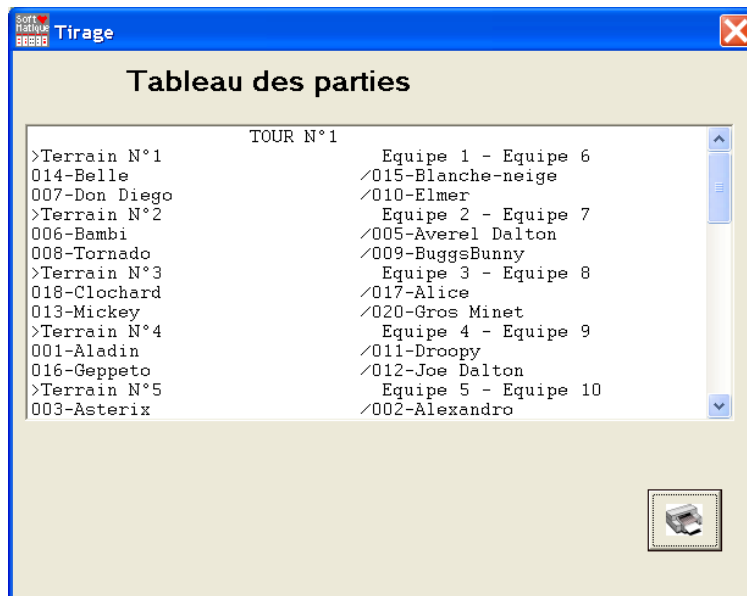 Soft
Matique
Tirage
Tableau des parties
TOUR N°1
>Terrain N°1 Equipe 1 - Equipe 6
014-Belle /015-Blanche-neige
007-Don Diego /010-Elmer
>Terrain N°2 Equipe 2 - Equipe 7
006-Bambi /005-Averel Dalton
008-Tornado /009-BuggsBunny
>Terrain N°3 Equipe 3 - Equipe 8
018-Clochard /017-Alice
013-Mickey /020-Gros Minet
>Terrain N°4 Equipe 4 - Equipe 9
001-Aladin /011-Droopy
016-Geppeto /012-Joe Dalton
>Terrain N°5 Equipe 5 - Equipe 10
003-Asterix /002-Alexandro